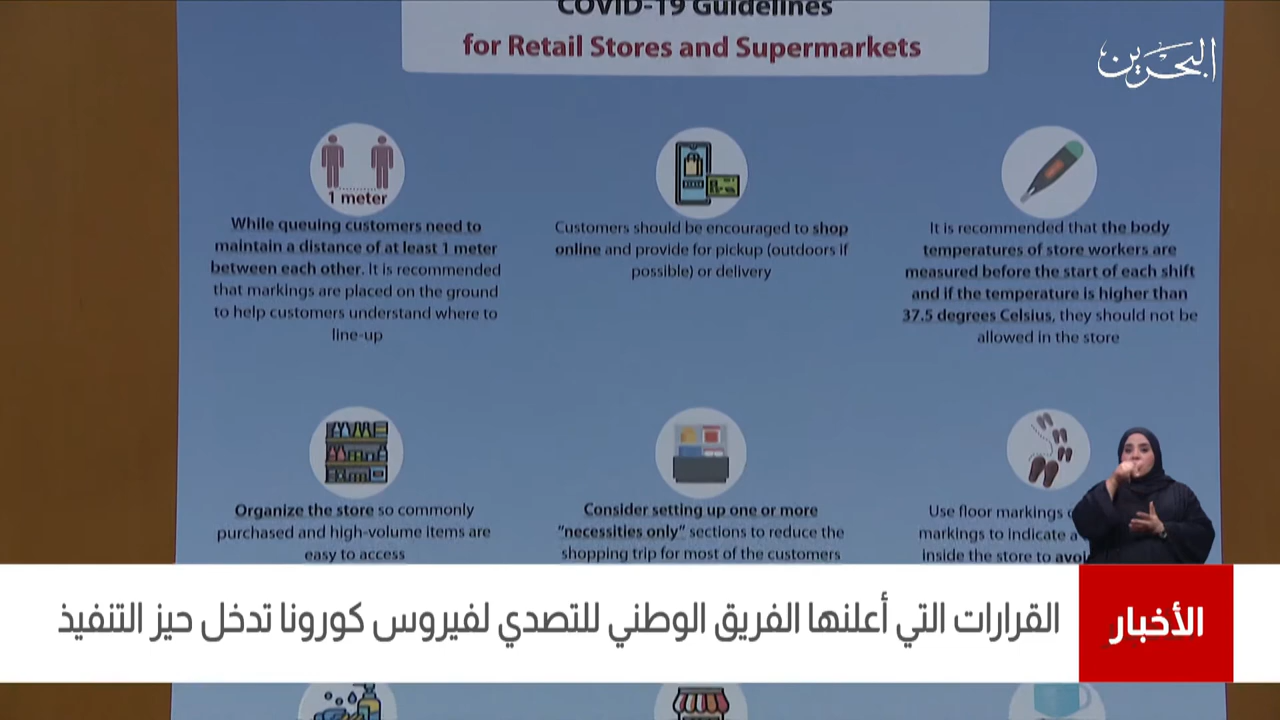 COVID-19 Guidelines
for Retail Stores and Supermarkets
البحرين
1 meter
While queuing customers need to
maintain a distance of at least 1 meter
between each other. It is recommended
that markings are placed on the ground
to help customers understand where to
line-up
Customers should be encouraged to shop
online and provide for pickup (outdoors if
possible) or delivery
It is recommended that the body
temperatures of store workers are
measured before the start of each shift
and if the temperature is higher than
37.5 degrees Celsius, they should not be
allowed in the store
Organize the store so commonly
purchased and high-volume items are
easy to access
Consider setting up one or more
"necessities only" sections to reduce the
shopping trip for most of the customers
Use floor markings
markings to indicate a
inside the store to
الأخبار
القرارات التي أعلنها الفريق الوطني للتصدي لفيروس كورونا تدخل حيز التنفيذ